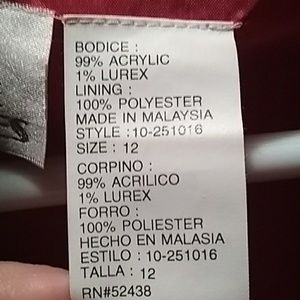 BODICE :
99% ACRYLIC
1% LUREX
LINING :
100% POLYESTER
MADE IN MALAYSIA
STYLE : 10-251016
SIZE : 12
CORPINO :
99% ACRILICO
1% LUREX
FORRO :
100% POLIESTER
HECHO EN MALASIA
ESTILO : 10-251016
TALLA : 12
RN#52438